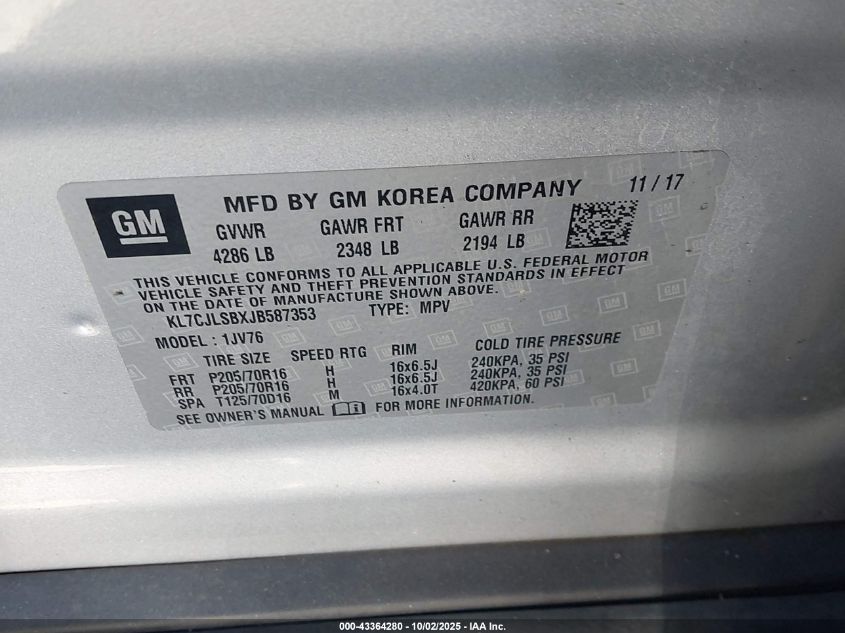 GM MFD BY GM KOREA COMPANY 11 / 17
GVWR GAWR FRT GAWR RR
4286 LB 2348 LB 2194 LB
THIS VEHICLE CONFORMS TO ALL APPLICABLE U.S. FEDERAL MOTOR
VEHICLE SAFETY AND THEFT PREVENTION STANDARDS IN EFFECT
ON THE DATE OF MANUFACTURE SHOWN ABOVE.
KL7CJLSBXJB587353 TYPE: MPV
MODEL : 1JV76
TIRE SIZE SPEED RTG RIM COLD TIRE PRESSURE
FRT P205/70R16 H 16x6.5J 240KPA, 35 PSI
RR P205/70R16 H 16x6.5J 240KPA, 35 PSI
SPA T125/70D16 M 16x4.0T 420KPA, 60 PSI
SEE OWNER'S MANUAL FOR MORE INFORMATION.
000-43364280 - 10/02/2025 - IAA Inc.